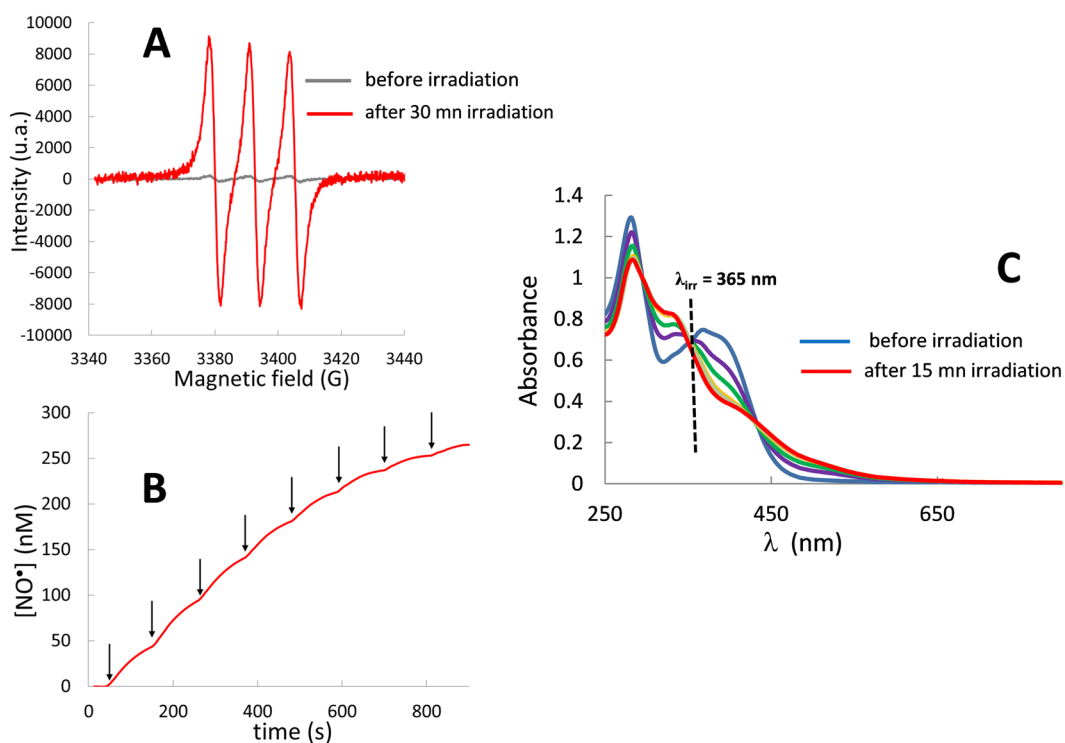 A
10000
8000
6000
4000
2000
0
-2000
-4000
-6000
-8000
-10000
Intensity (u.a.)
before irradiation
after 30 mn irradiation
3340 3360 3380 3400 3420 3440
Magnetic field (G)
B
300
250
200
150
100
50
0
[NO•] (nM)
0 200 400 600 800
time (s)
C
1.4
1.2
1
0.8
0.6
0.4
0.2
0
Absorbance
λirr = 365 nm
before irradiation
after 15 mn irradiation
250 450 650
λ (nm)